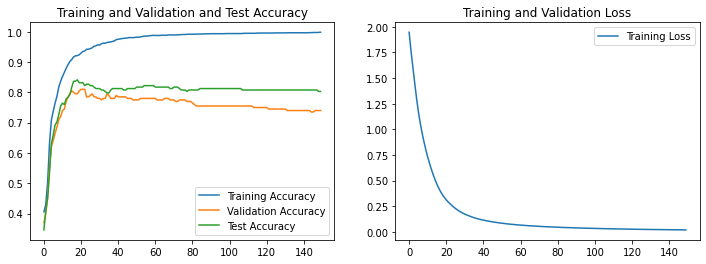 Training and Validation and Test Accuracy
1.0
0.9
0.8
0.7
0.6
0.5
0.4
Training Accuracy
Validation Accuracy
Test Accuracy
0 20 40 60 80 100 120 140
Training and Validation Loss
2.00
1.75
1.50
1.25
1.00
0.75
0.50
0.25
0.00
Training Loss
0 20 40 60 80 100 120 140